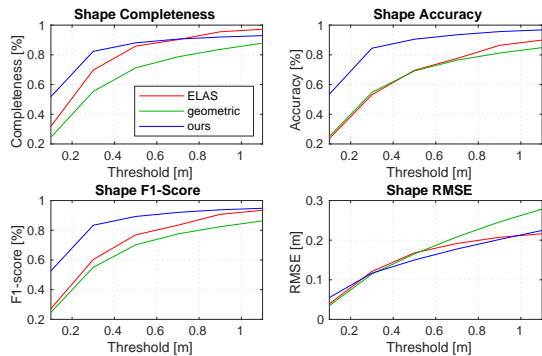 Shape Completeness
Completeness [%]
1
0.8
0.6
0.4
0.2
0.2 0.4 0.6 0.8 1
Threshold [m]
ELAS
geometric
ours
Shape Accuracy
Accuracy [%]
1
0.8
0.6
0.4
0.2
0.2 0.4 0.6 0.8 1
Threshold [m]
Shape F1-Score
F1-score [%]
1
0.8
0.6
0.4
0.2
0.2 0.4 0.6 0.8 1
Threshold [m]
Shape RMSE
RMSE [m]
0.3
0.2
0.1
0
0.2 0.4 0.6 0.8 1
Threshold [m]